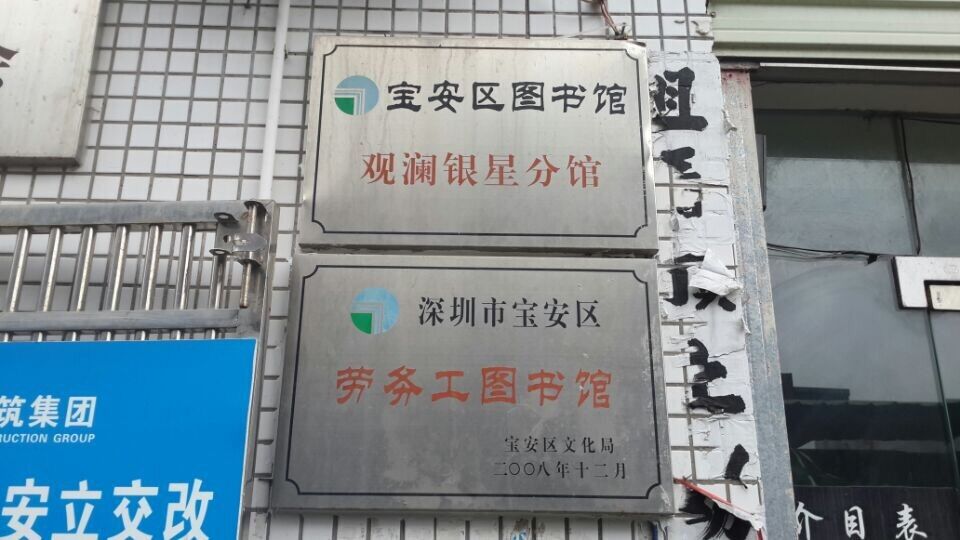 宝安区图书馆
观澜银星分馆
深圳市宝安区
劳务工图书馆
宝安区文化局
二〇〇八年十二月
筑集团
RUCTION GROUP
安立交改
价目表